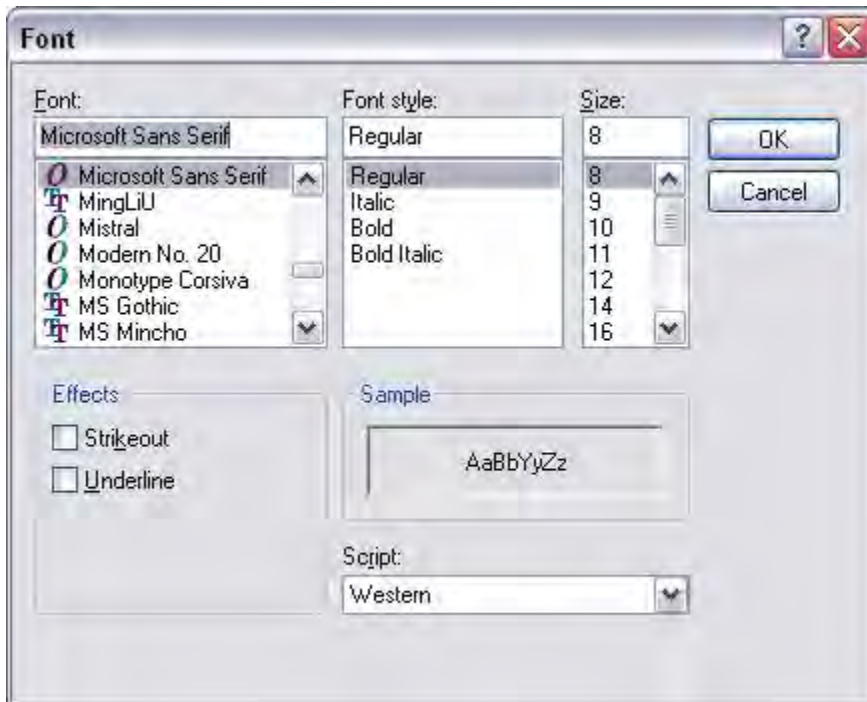 Font
Font:
Microsoft Sans Serif
Microsoft Sans Serif
MingLiU
Mistral
Modern No. 20
Monotype Corsiva
MS Gothic
MS Mincho
Font style:
Regular
Regular
Italic
Bold
Bold Italic
Size:
8
8
9
10
11
12
14
16
OK
Cancel
Effects
Strikeout
Underline
Sample
AaBbYyZz
Script:
Western